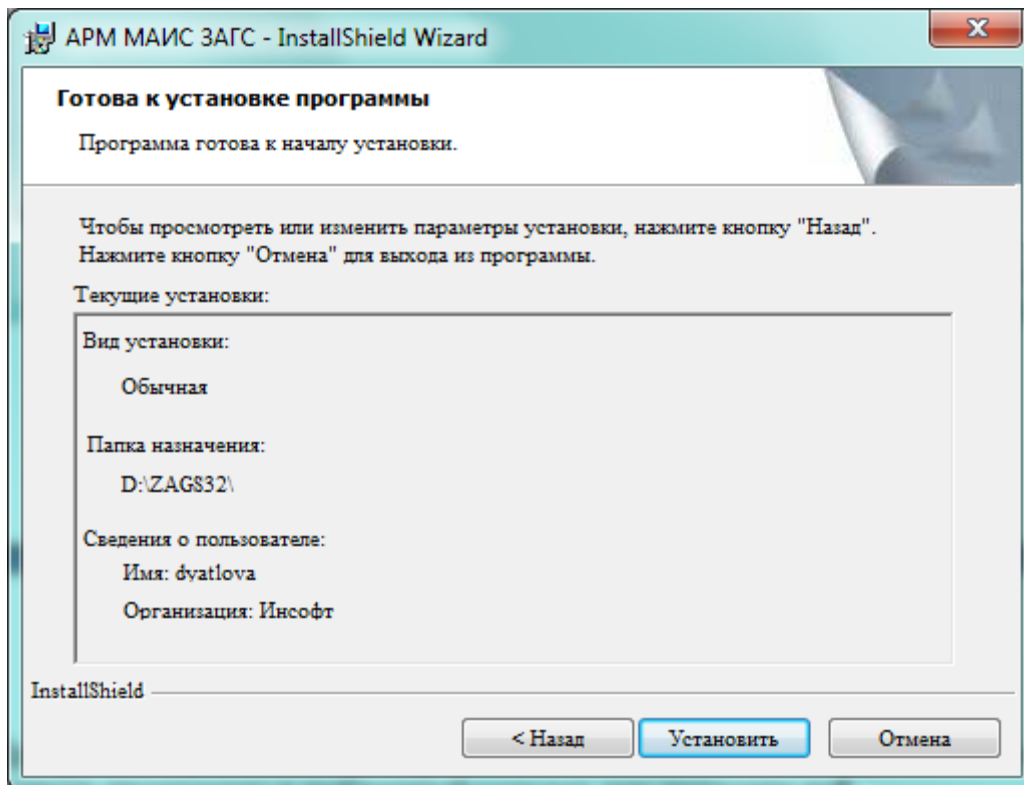 АРМ МАИС ЗАГС - InstallShield Wizard
Готова к установке программы
Программа готова к началу установки.
Чтобы просмотреть или изменить параметры установки, нажмите кнопку "Назад".
Нажмите кнопку "Отмена" для выхода из программы.
Текущие установки:
Вид установки:
Обычная
Папка назначения:
D:\ZAGS32\
Сведения о пользователе:
Имя: dyatlova
Организация: Инсофт
InstallShield
< Назад
Установить
Отмена